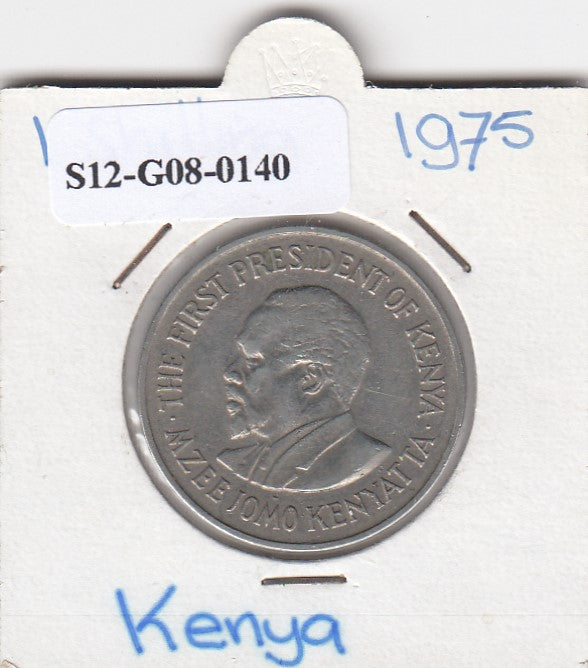 1975
S12-G08-0140
THE FIRST PRESIDENT OF KENYA
· MZEE JOMO KENYATTA ·
Kenya